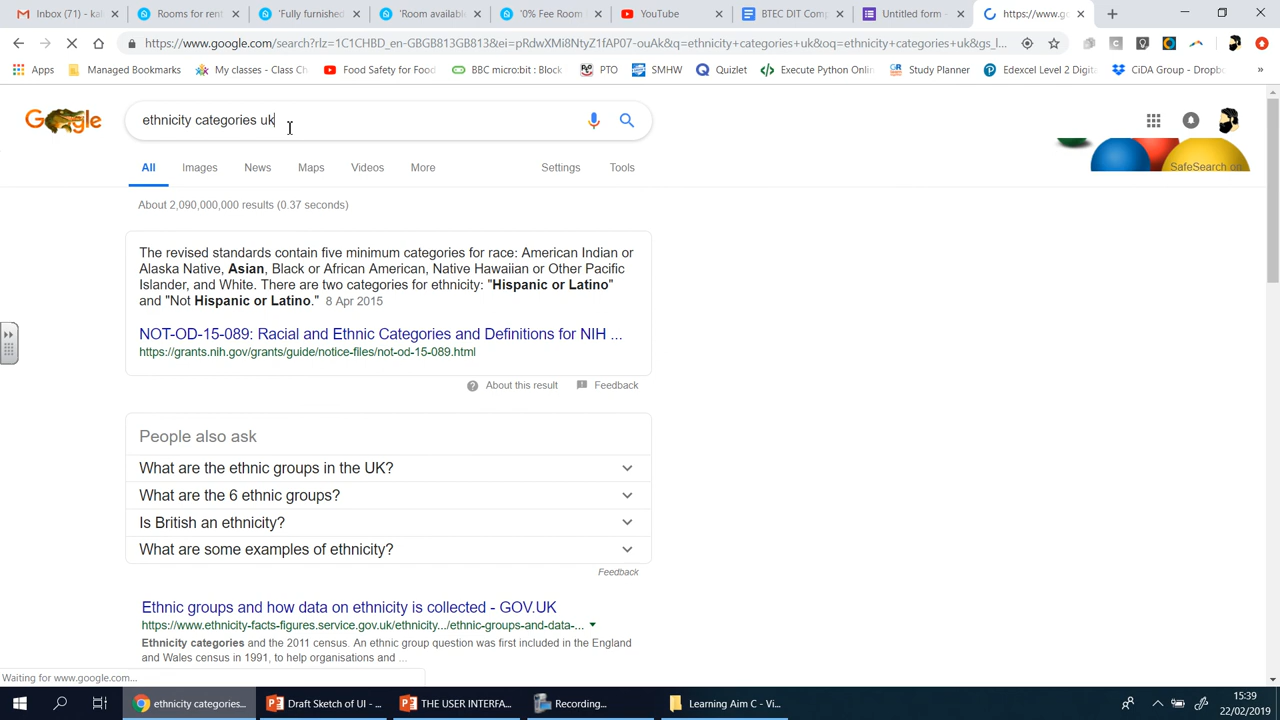 Inbox (71) - kal
Rooms for rent
'Fully furnished
'Room available
'0% Fee Room
YouTube
BTEC DIT Comp
Untitled form -
https://www.go
https://www.google.com/search?rlz=1C1CHBD_en-GBGB813GB813&ei=pRdwXMi8NtyZ1fAP07-ouAk&q=ethnicity+categories+uk&oq=ethnicity+categories+uk&gs_l...
Apps
Managed Bookmarks
My classes - Class Ch
Food Safety for Food
BBC micro:bit : Block
PTO
SMHW
Quizlet
Execute Python Onlin
Study Planner
Edexcel Level 2 Digita
CiDA Group - Dropbo
»
Google
ethnicity categories uk
All
Images
News
Maps
Videos
More
Settings
Tools
SafeSearch on
About 2,090,000,000 results (0.37 seconds)
The revised standards contain five minimum categories for race: American Indian or
Alaska Native, Asian, Black or African American, Native Hawaiian or Other Pacific
Islander, and White. There are two categories for ethnicity: "Hispanic or Latino"
and "Not Hispanic or Latino." 8 Apr 2015
NOT-OD-15-089: Racial and Ethnic Categories and Definitions for NIH ...
https://grants.nih.gov/grants/guide/notice-files/not-od-15-089.html
About this result
Feedback
People also ask
What are the ethnic groups in the UK?
What are the 6 ethnic groups?
Is British an ethnicity?
What are some examples of ethnicity?
Feedback
Ethnic groups and how data on ethnicity is collected - GOV.UK
https://www.ethnicity-facts-figures.service.gov.uk/ethnicity.../ethnic-groups-and-data-...
Ethnicity categories and the 2011 census. An ethnic group question was first included in the England
and Wales census in 1991, to help organisations and ...
Waiting for www.google.com...
ethnicity categories...
Draft Sketch of UI - ...
THE USER INTERFA...
Recording...
Learning Aim C - Vi...
15:39
22/02/2019